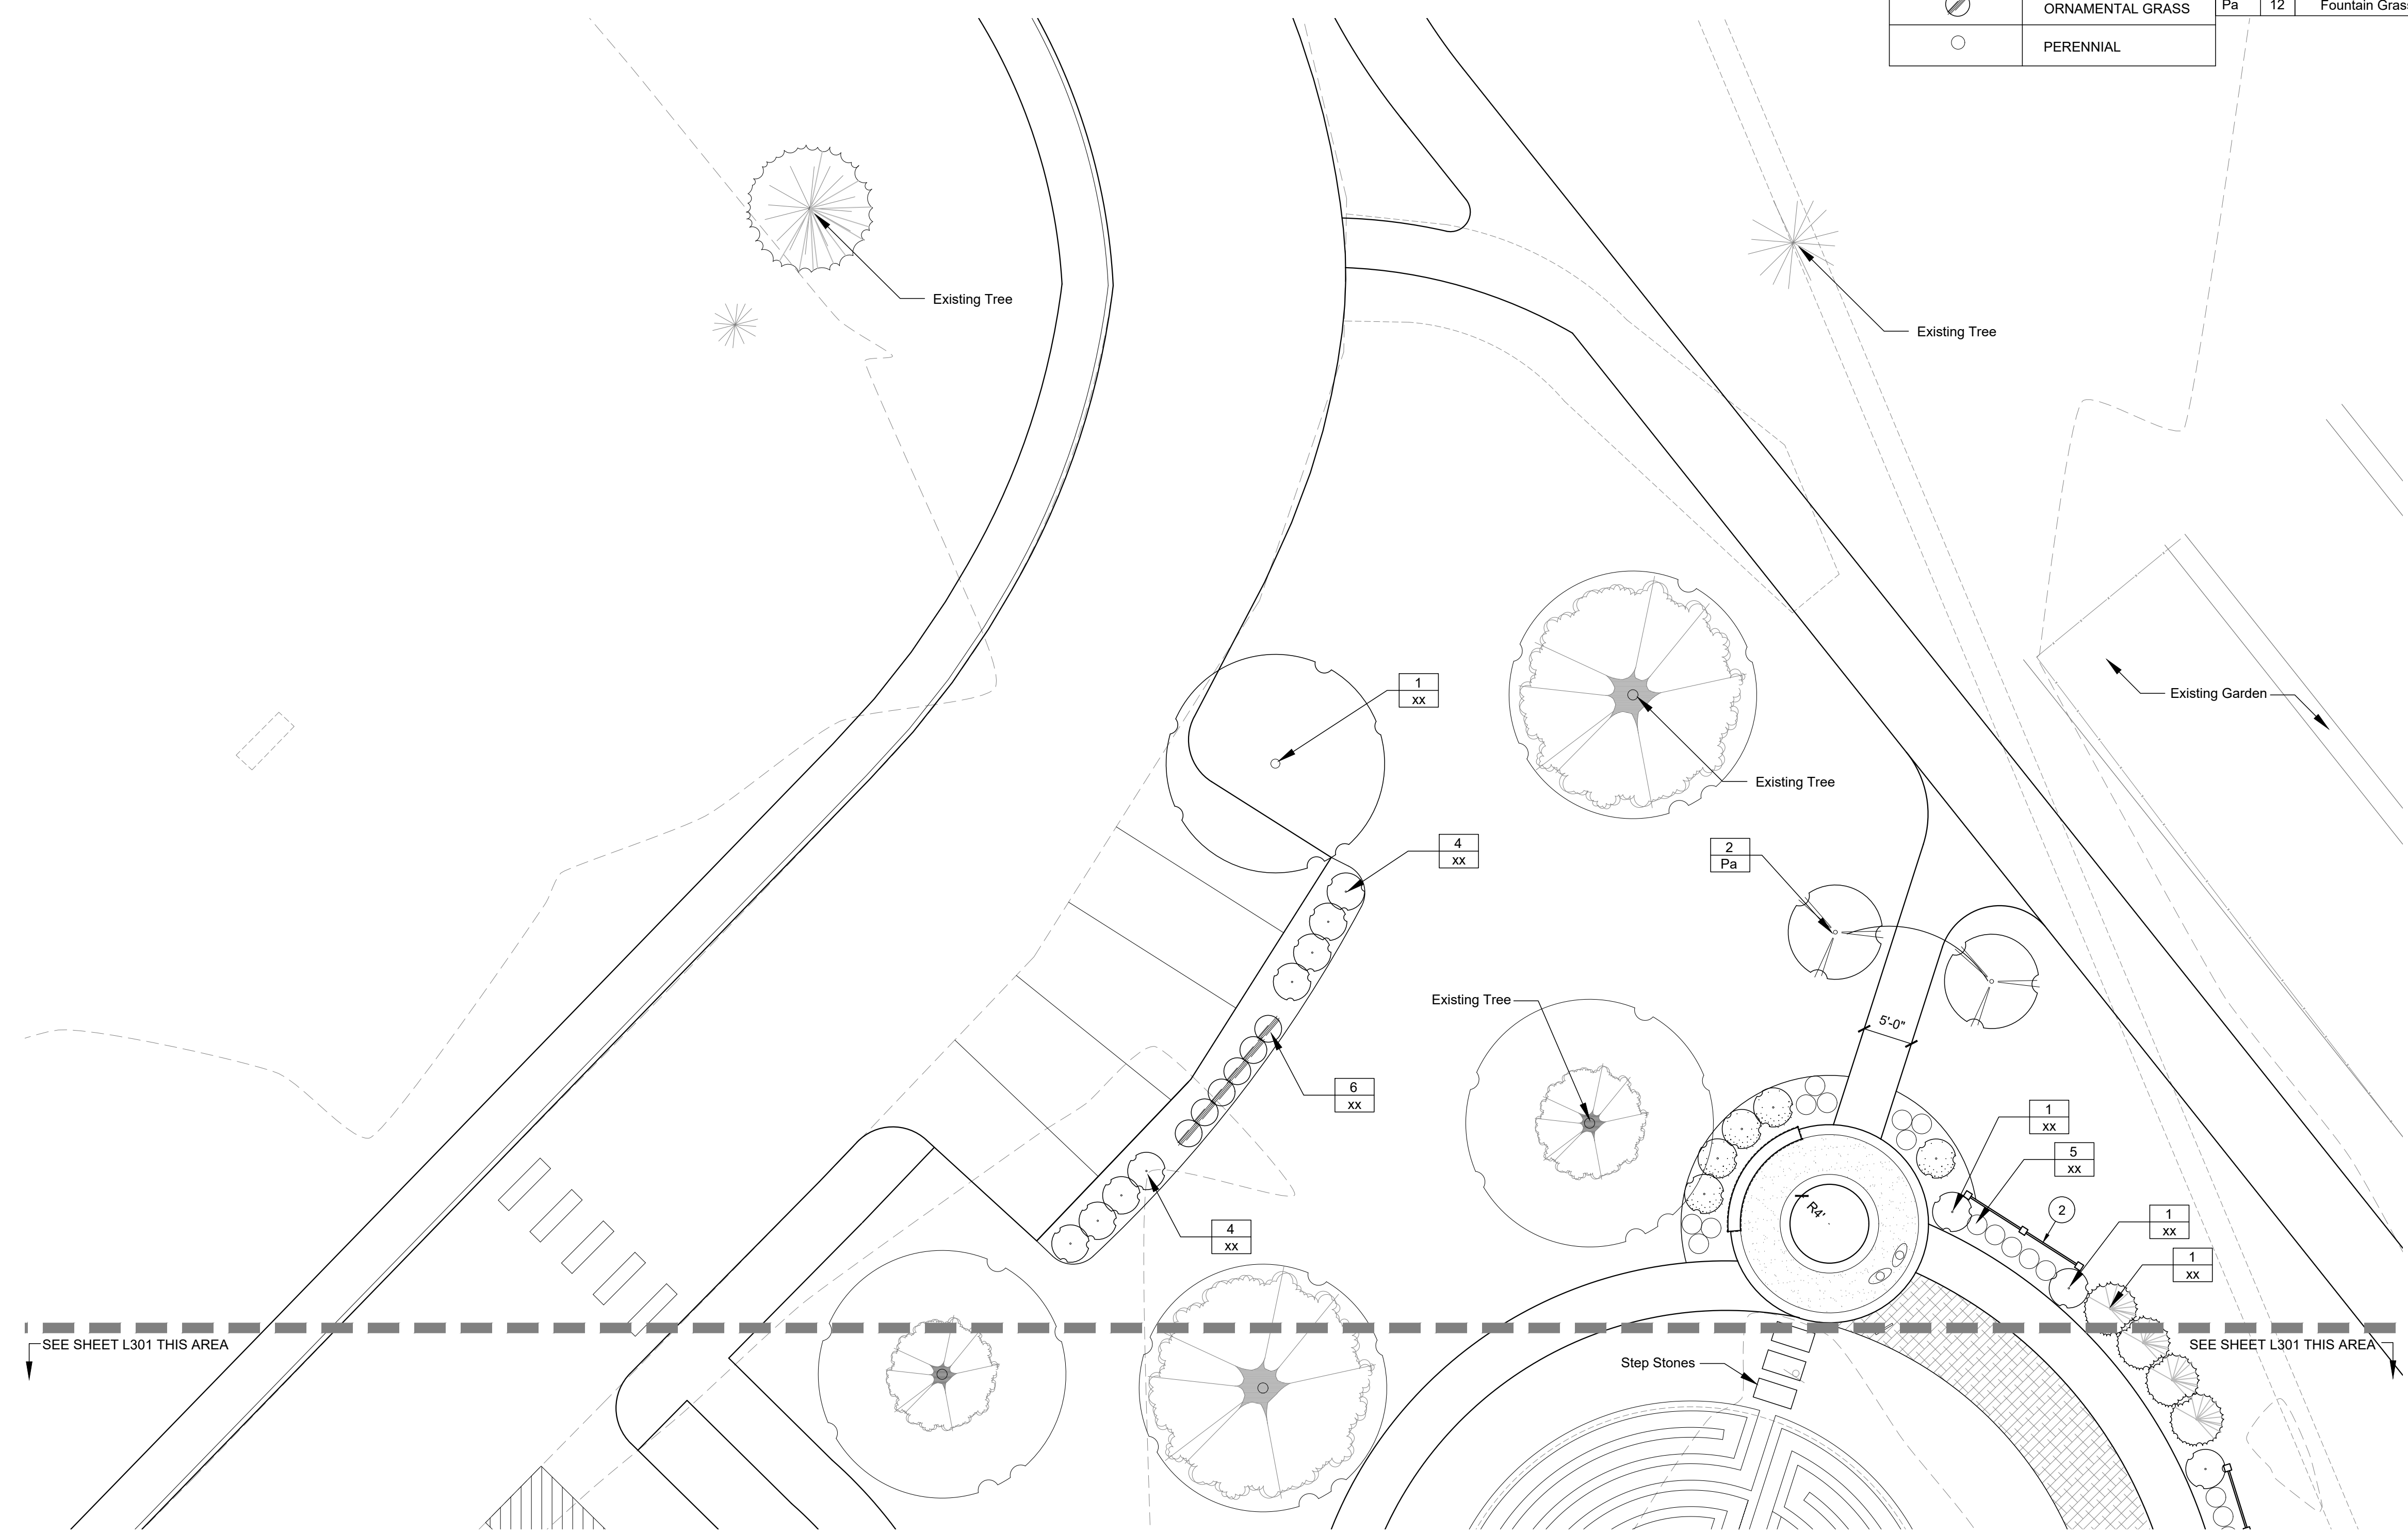 ORNAMENTAL GRASS
Pa 12 Fountain Gras
PERENNIAL
Existing Tree
Existing Tree
1
xx
Existing Garden
Existing Tree
4
xx
2
Pa
Existing Tree
5'-0"
6
xx
1
xx
5
xx
2
R4'
4
xx
1
xx
1
xx
SEE SHEET L301 THIS AREA
SEE SHEET L301 THIS AREA
Step Stones